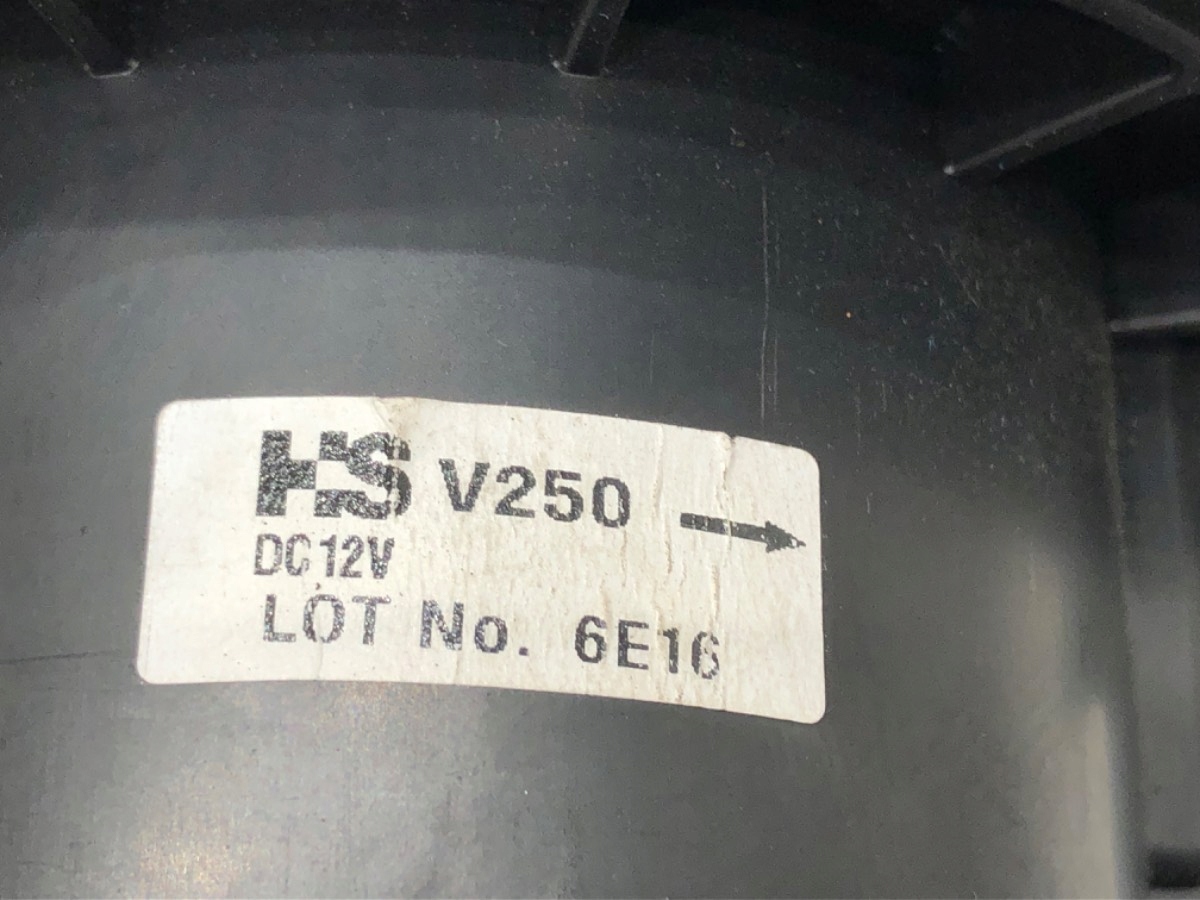 HS V250 →
DC12V
LOT No. 6E16